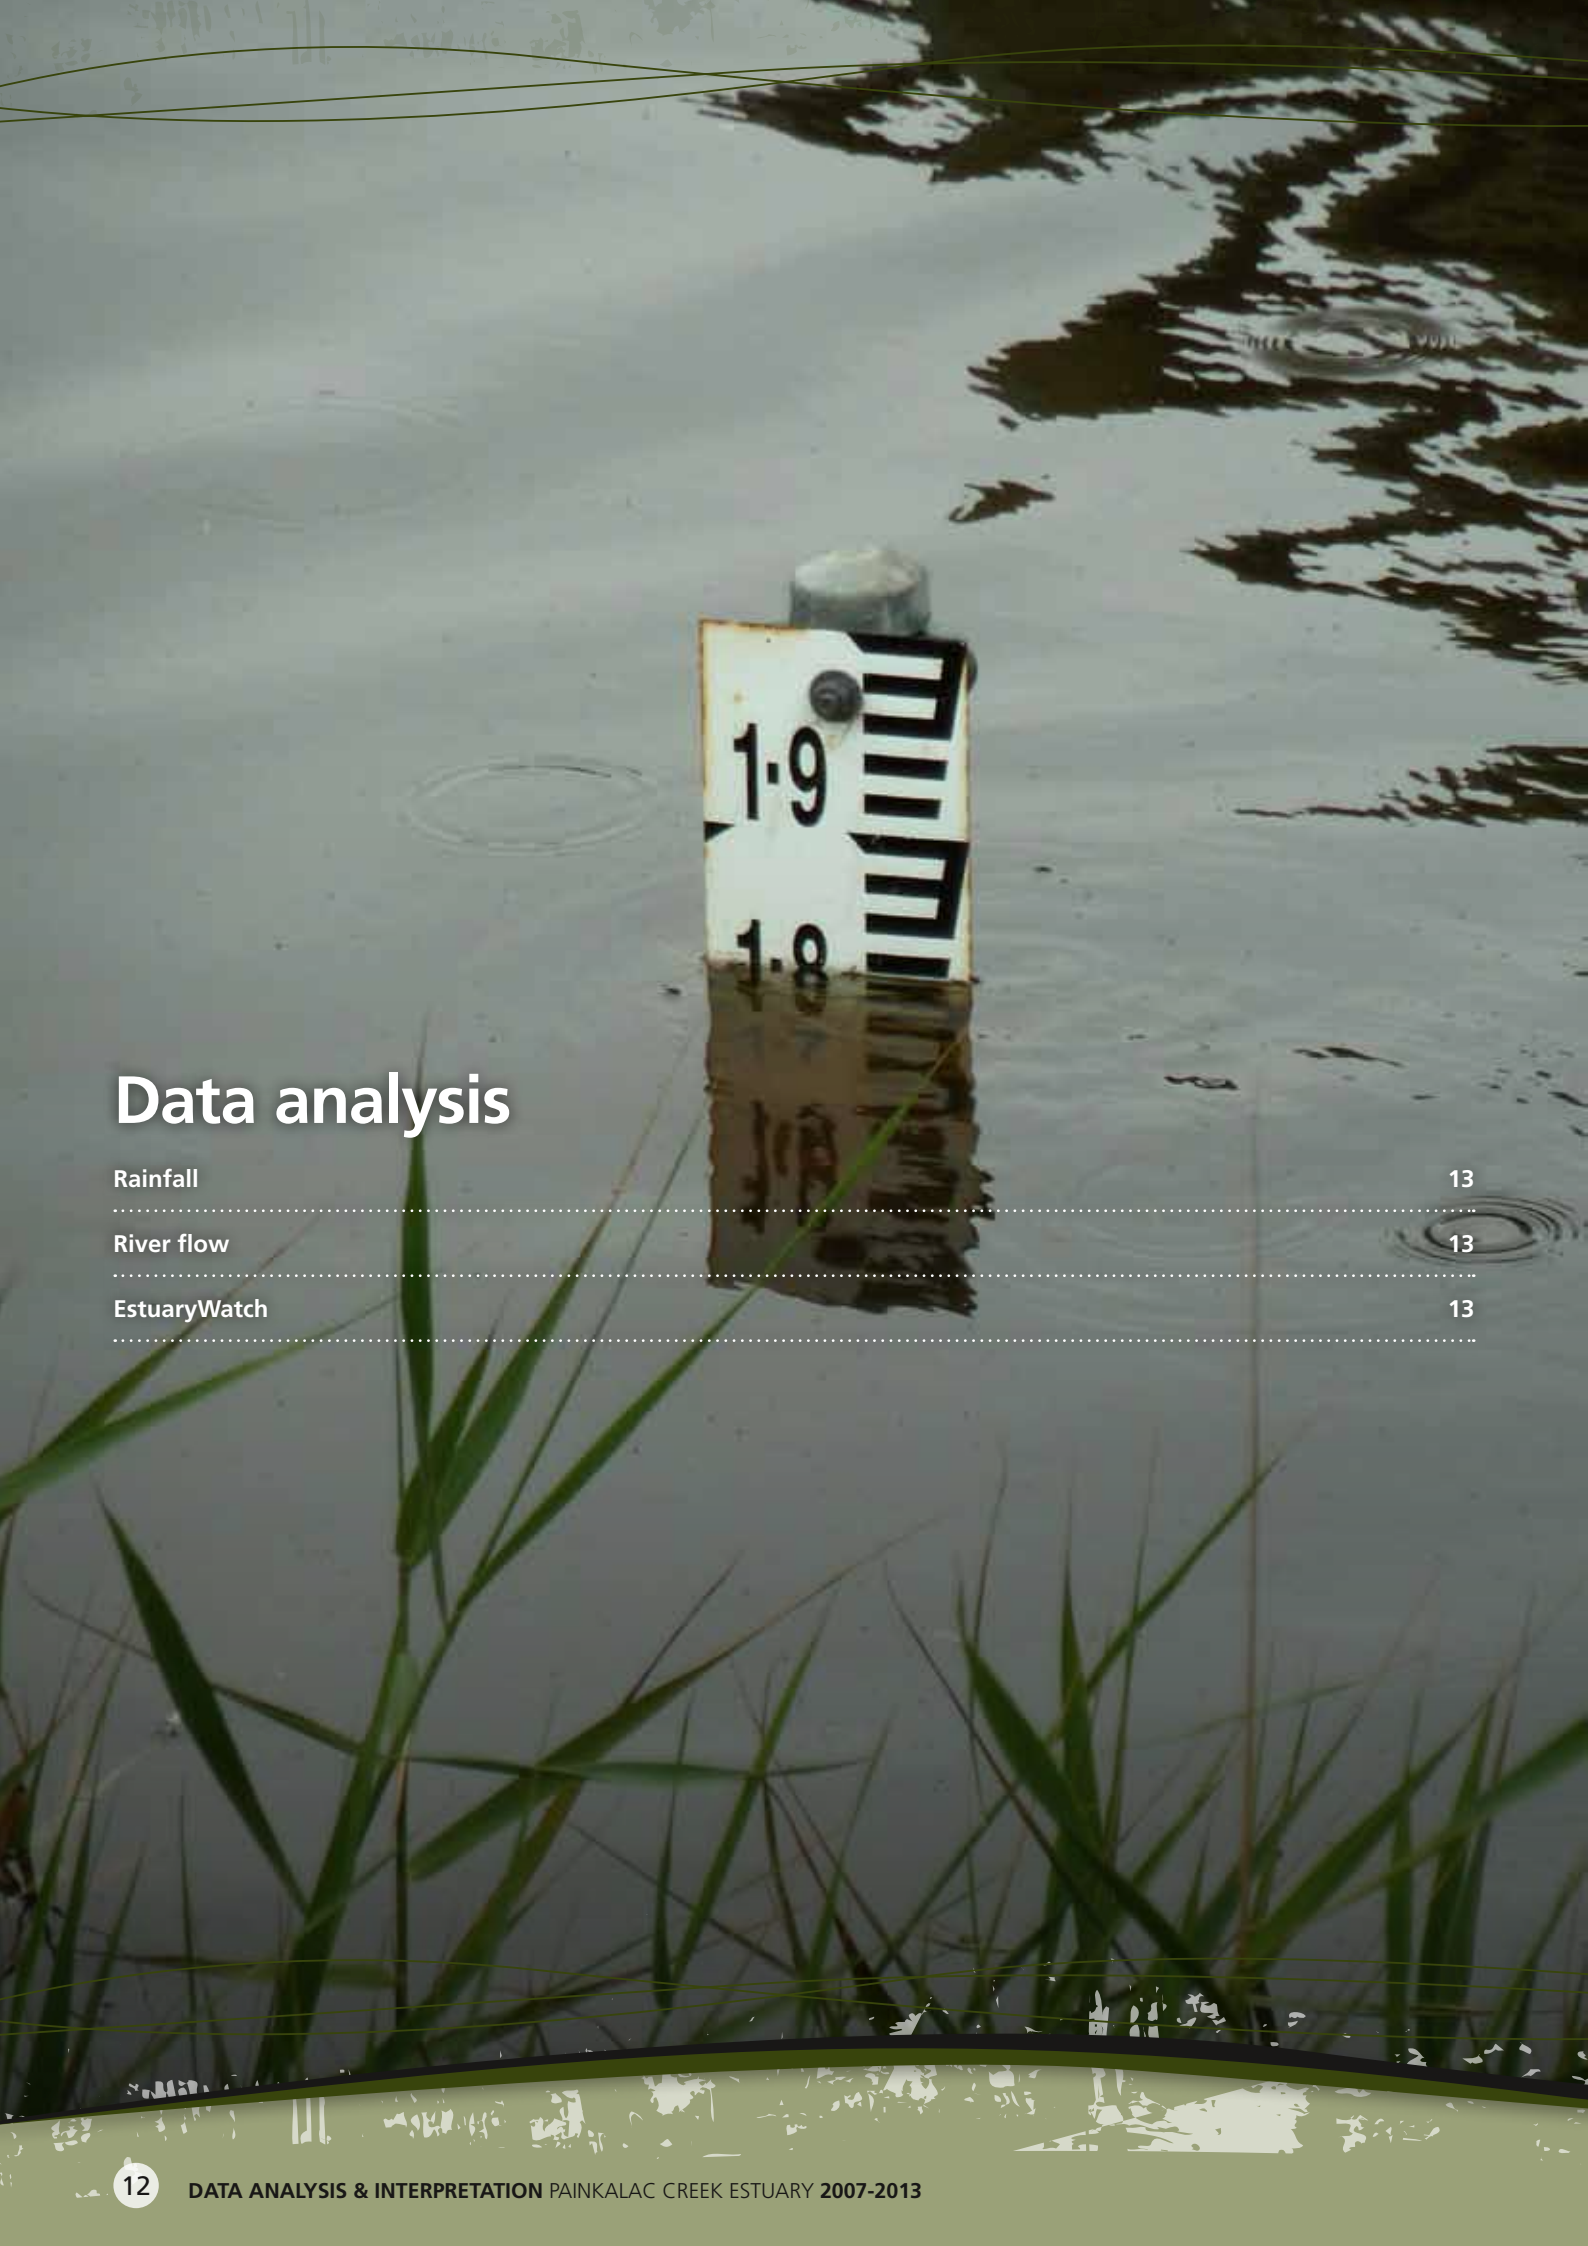 1·9
1·8
Data analysis
Rainfall 13
River flow 13
EstuaryWatch 13
12 DATA ANALYSIS & INTERPRETATION PAINKALAC CREEK ESTUARY 2007-2013